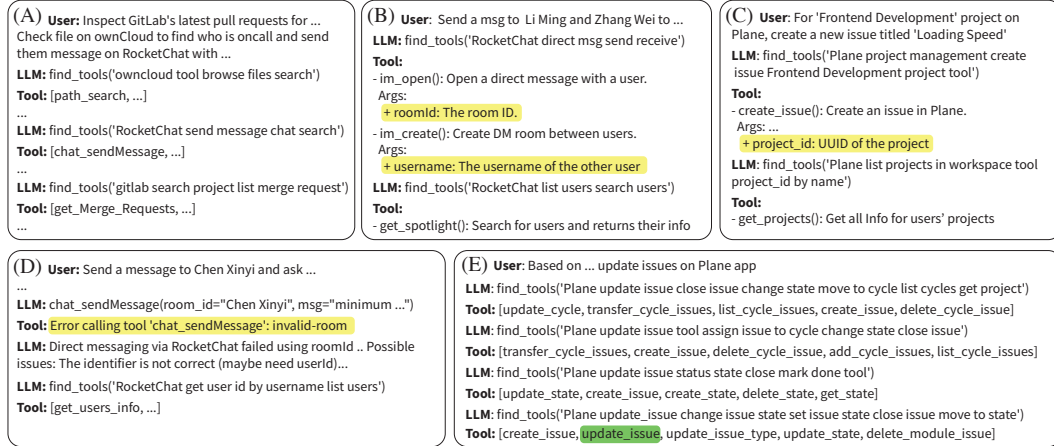 (A) User: Inspect GitLab's latest pull requests for ...
Check file on ownCloud to find who is oncall and send
them message on RocketChat with ...
LLM: find_tools('owncloud tool browse files search')
Tool: [path_search, ...]
...
LLM: find_tools('RocketChat send message chat search')
Tool: [chat_sendMessage, ...]
...
LLM: find_tools('gitlab search project list merge request')
Tool: [get_Merge_Requests, ...]
...
(B) User: Send a msg to Li Ming and Zhang Wei to ...
LLM: find_tools('RocketChat direct msg send receive')
Tool:
- im_open(): Open a direct message with a user.
Args:
+ roomId: The room ID.
- im_create(): Create DM room between users.
Args:
+ username: The username of the other user
LLM: find_tools('RocketChat list users search users')
Tool:
- get_spotlight(): Search for users and returns their info
(C) User: For 'Frontend Development' project on
Plane, create a new issue titled 'Loading Speed'
LLM: find_tools('Plane project management create
issue Frontend Development project tool')
Tool:
- create_issue(): Create an issue in Plane.
Args: ...
+ project_id: UUID of the project
LLM: find_tools('Plane list projects in workspace tool
project_id by name')
Tool:
- get_projects(): Get all Info for users' projects
(D) User: Send a message to Chen Xinyi and ask ...
...
LLM: chat_sendMessage(room_id="Chen Xinyi", msg="minimum ...")
Tool: Error calling tool 'chat_sendMessage': invalid-room
LLM: Direct messaging via RocketChat failed using roomId .. Possible
issues: The identifier is not correct (maybe need userId)...
LLM: find_tools('RocketChat get user id by username list users')
Tool: [get_users_info, ...]
(E) User: Based on ... update issues on Plane app
LLM: find_tools('Plane update issue close issue change state move to cycle list cycles get project')
Tool: [update_cycle, transfer_cycle_issues, list_cycle_issues, create_issue, delete_cycle_issue]
LLM: find_tools('Plane update issue tool assign issue to cycle change state close issue')
Tool: [transfer_cycle_issues, create_issue, delete_cycle_issue, add_cycle_issues, list_cycle_issues]
LLM: find_tools('Plane update issue status state close mark done tool')
Tool: [update_state, create_issue, create_state, delete_state, get_state]
LLM: find_tools('Plane update_issue change issue state set issue state close issue move to state')
Tool: [create_issue, update_issue, update_issue_type, update_state, delete_module_issue]